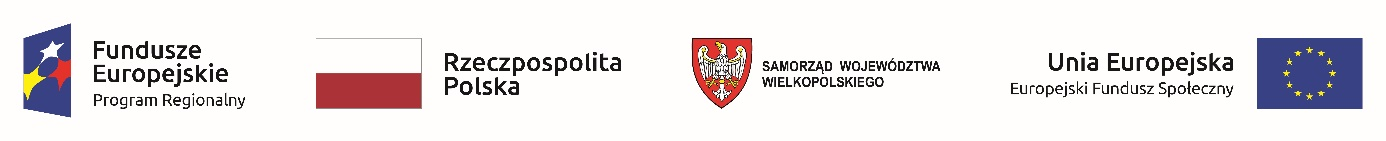 Fundusze
Europejskie
Program Regionalny
Rzeczpospolita
Polska
SAMORZĄD WOJEWÓDZTWA
WIELKOPOLSKIEGO
Unia Europejska
Europejski Fundusz Społeczny